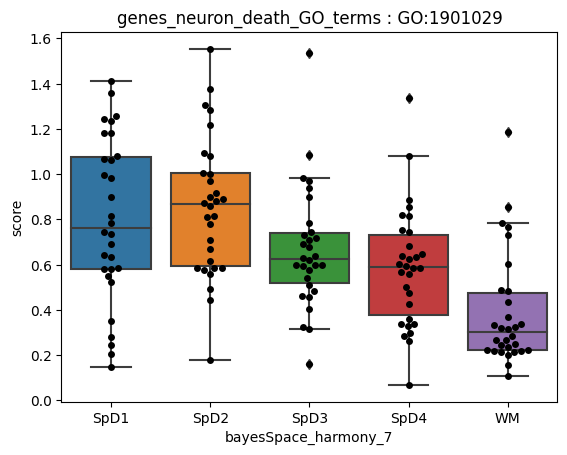 genes_neuron_death_GO_terms : GO:1901029
score
1.6
1.4
1.2
1.0
0.8
0.6
0.4
0.2
0.0
SpD1 SpD2 SpD3 SpD4 WM
bayesSpace_harmony_7